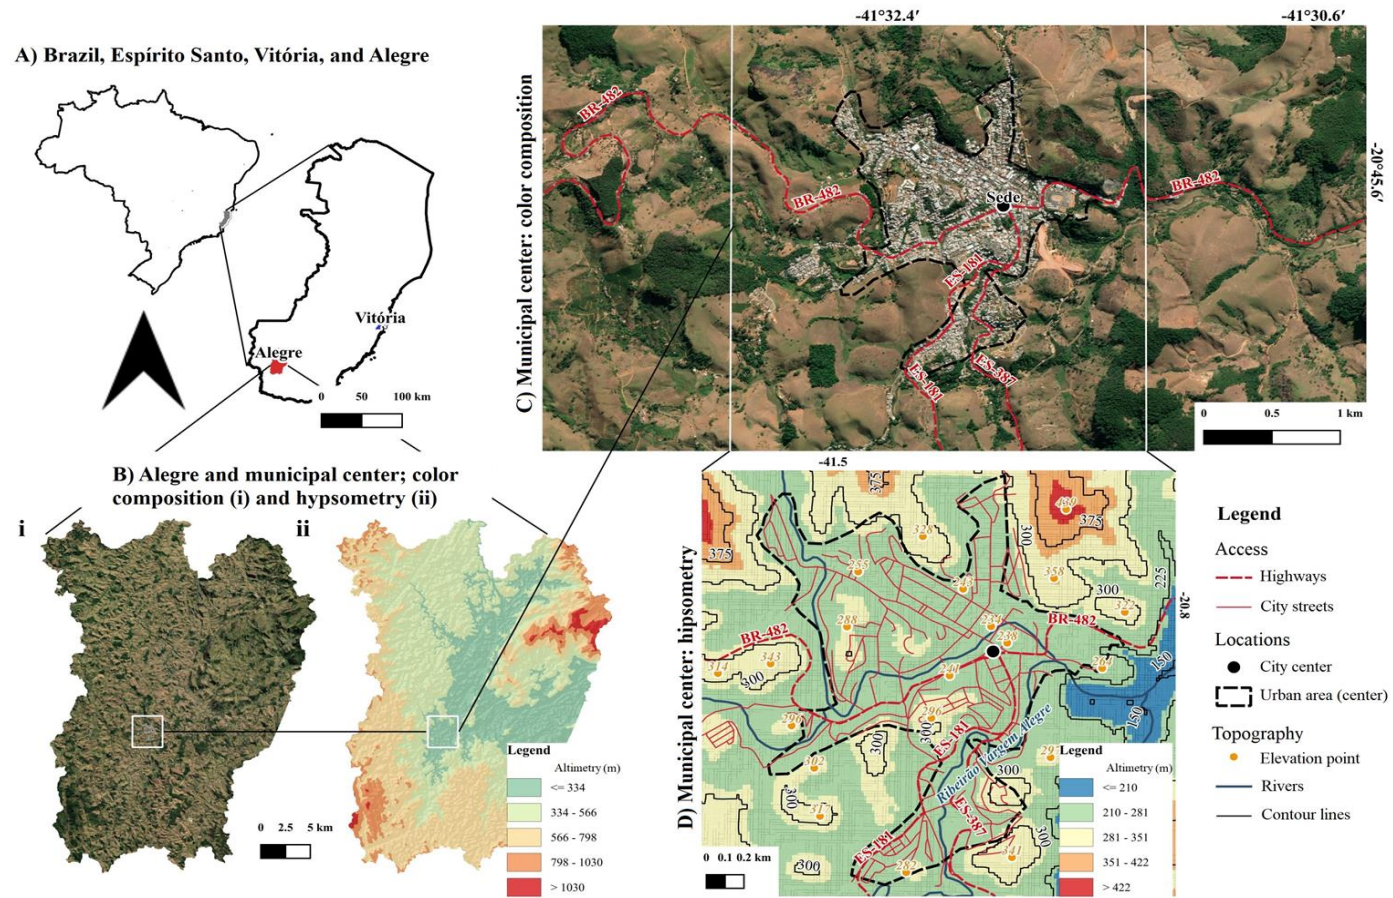 A) Brazil, Espírito Santo, Vitória, and Alegre
Vitória
Alegre
0 50 100 km
B) Alegre and municipal center; color
composition (i) and hypsometry (ii)
i
ii
0 2.5 5 km
Legend
Altimetry (m)
<= 334
334 - 566
566 - 798
798 - 1030
> 1030
-41°32.4′
-41°30.6′
-20°45.6′
C) Municipal center: color composition
BR-482
BR-482
BR-482
Sede
ES-181
ES-181
ES-387
0 0.5 1 km
-41.5
-20.8
D) Municipal center: hipsometry
375
375
375
439
328
300
225
255
245
358
300
322
288
234
238
BR-482
BR-482
314
343
300
241
264
150
150
296
296
300
300
302
ES-181
Ribeirão Vargem Alegre
300
300
ES-387
300
ES-181
341
282
300
0 0.1 0.2 km
Legend
Altimetry (m)
<= 210
210 - 281
281 - 351
351 - 422
> 422
Legend
Access
Highways
City streets
Locations
City center
Urban area (center)
Topography
Elevation point
Rivers
Contour lines